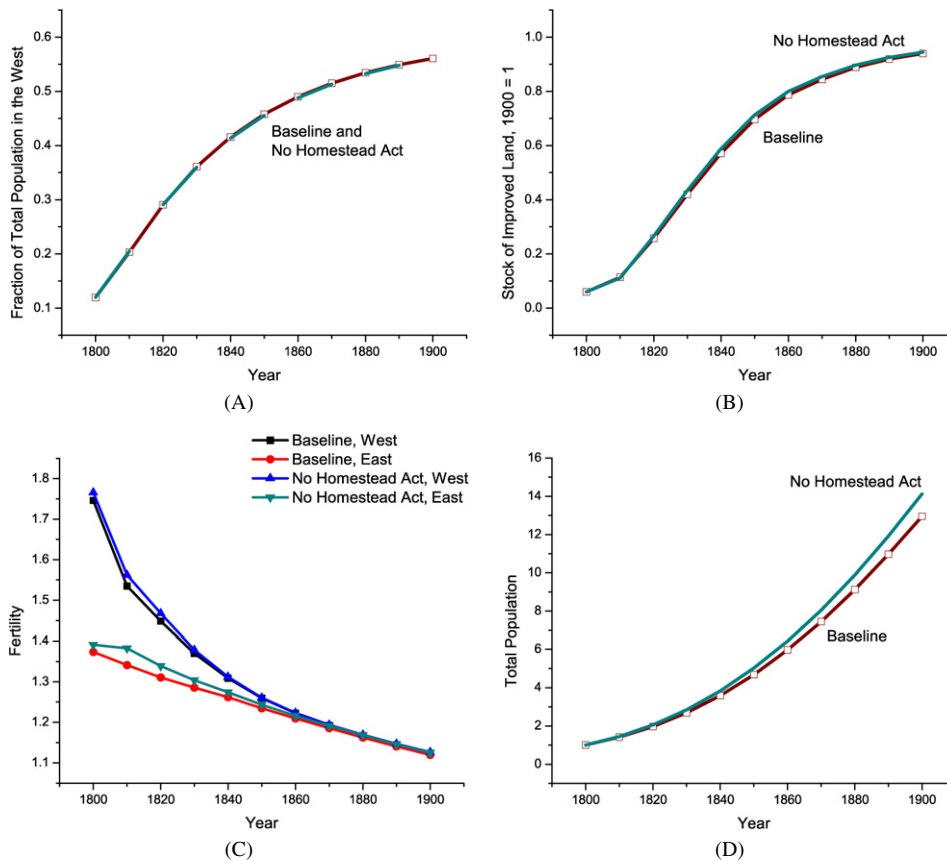 Fraction of Total Population in the West
0.6
0.5
0.4
0.3
0.2
0.1
Baseline and
No Homestead Act
1800
1820
1840
1860
1880
1900
Year
(A)
Stock of Improved Land, 1900 = 1
1.0
0.8
0.6
0.4
0.2
0.0
No Homestead Act
Baseline
1800
1820
1840
1860
1880
1900
Year
(B)
Baseline, West
Baseline, East
No Homestead Act, West
No Homestead Act, East
Fertility
1.8
1.7
1.6
1.5
1.4
1.3
1.2
1.1
1800
1820
1840
1860
1880
1900
Year
(C)
Total Population
16
14
12
10
8
6
4
2
0
No Homestead Act
Baseline
1800
1820
1840
1860
1880
1900
Year
(D)